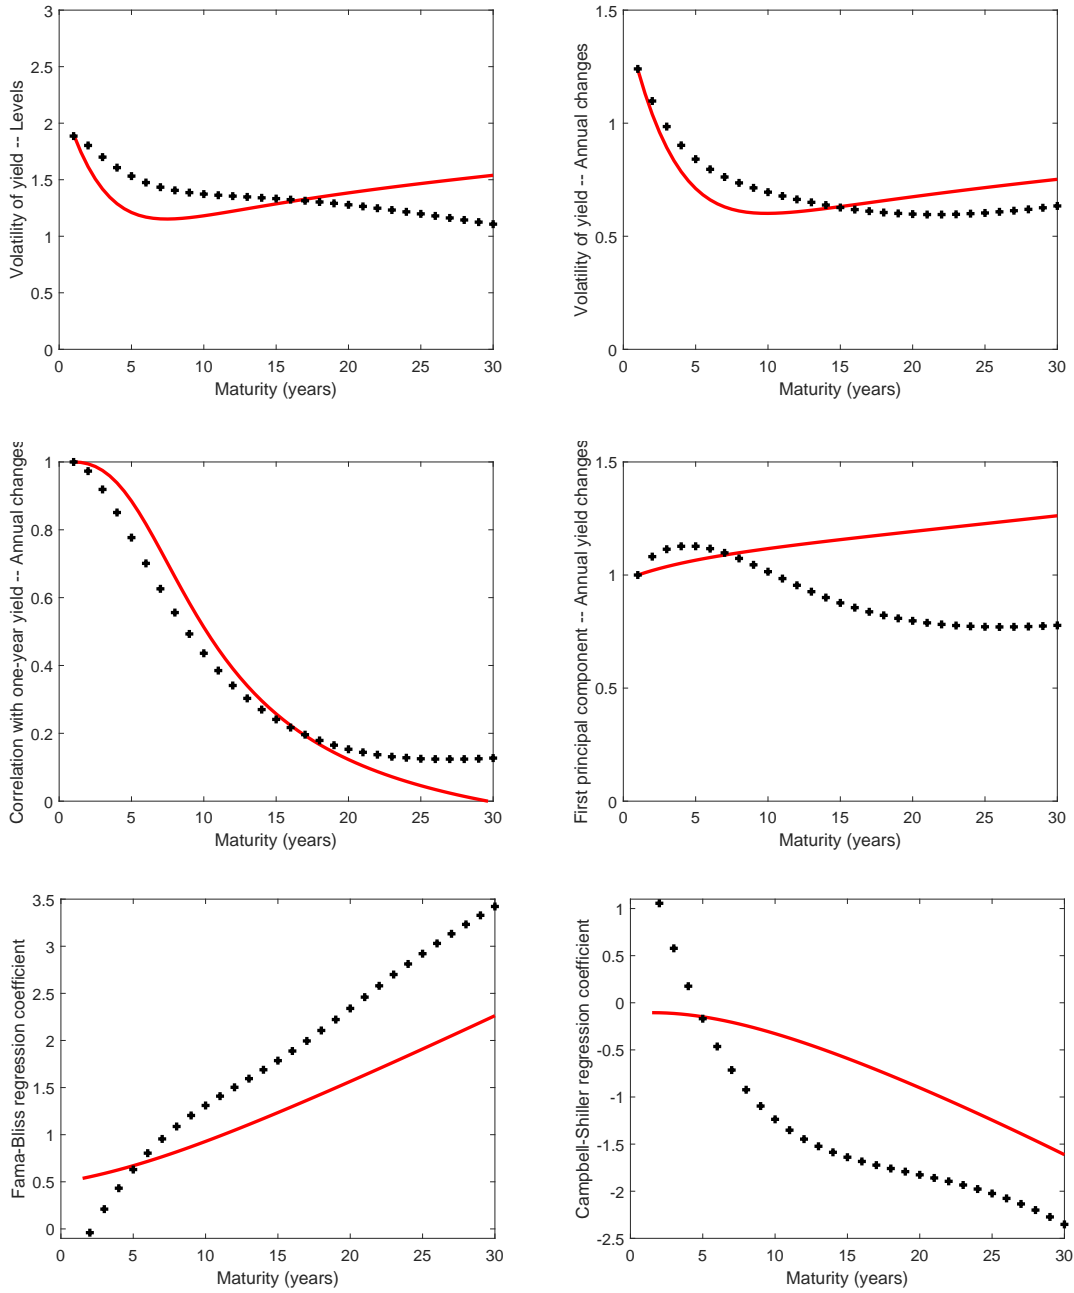 Volatility of yield -- Levels
3
2.5
2
1.5
1
0.5
0
0 5 10 15 20 25 30
Maturity (years)
Volatility of yield -- Annual changes
1.5
1
0.5
0
0 5 10 15 20 25 30
Maturity (years)
Correlation with one-year yield -- Annual changes
1
0.8
0.6
0.4
0.2
0
0 5 10 15 20 25 30
Maturity (years)
First principal component -- Annual yield changes
1.5
1
0.5
0
0 5 10 15 20 25 30
Maturity (years)
Fama-Bliss regression coefficient
3.5
3
2.5
2
1.5
1
0.5
0
0 5 10 15 20 25 30
Maturity (years)
Campbell-Shiller regression coefficient
1
0.5
0
-0.5
-1
-1.5
-2
-2.5
0 5 10 15 20 25 30
Maturity (years)